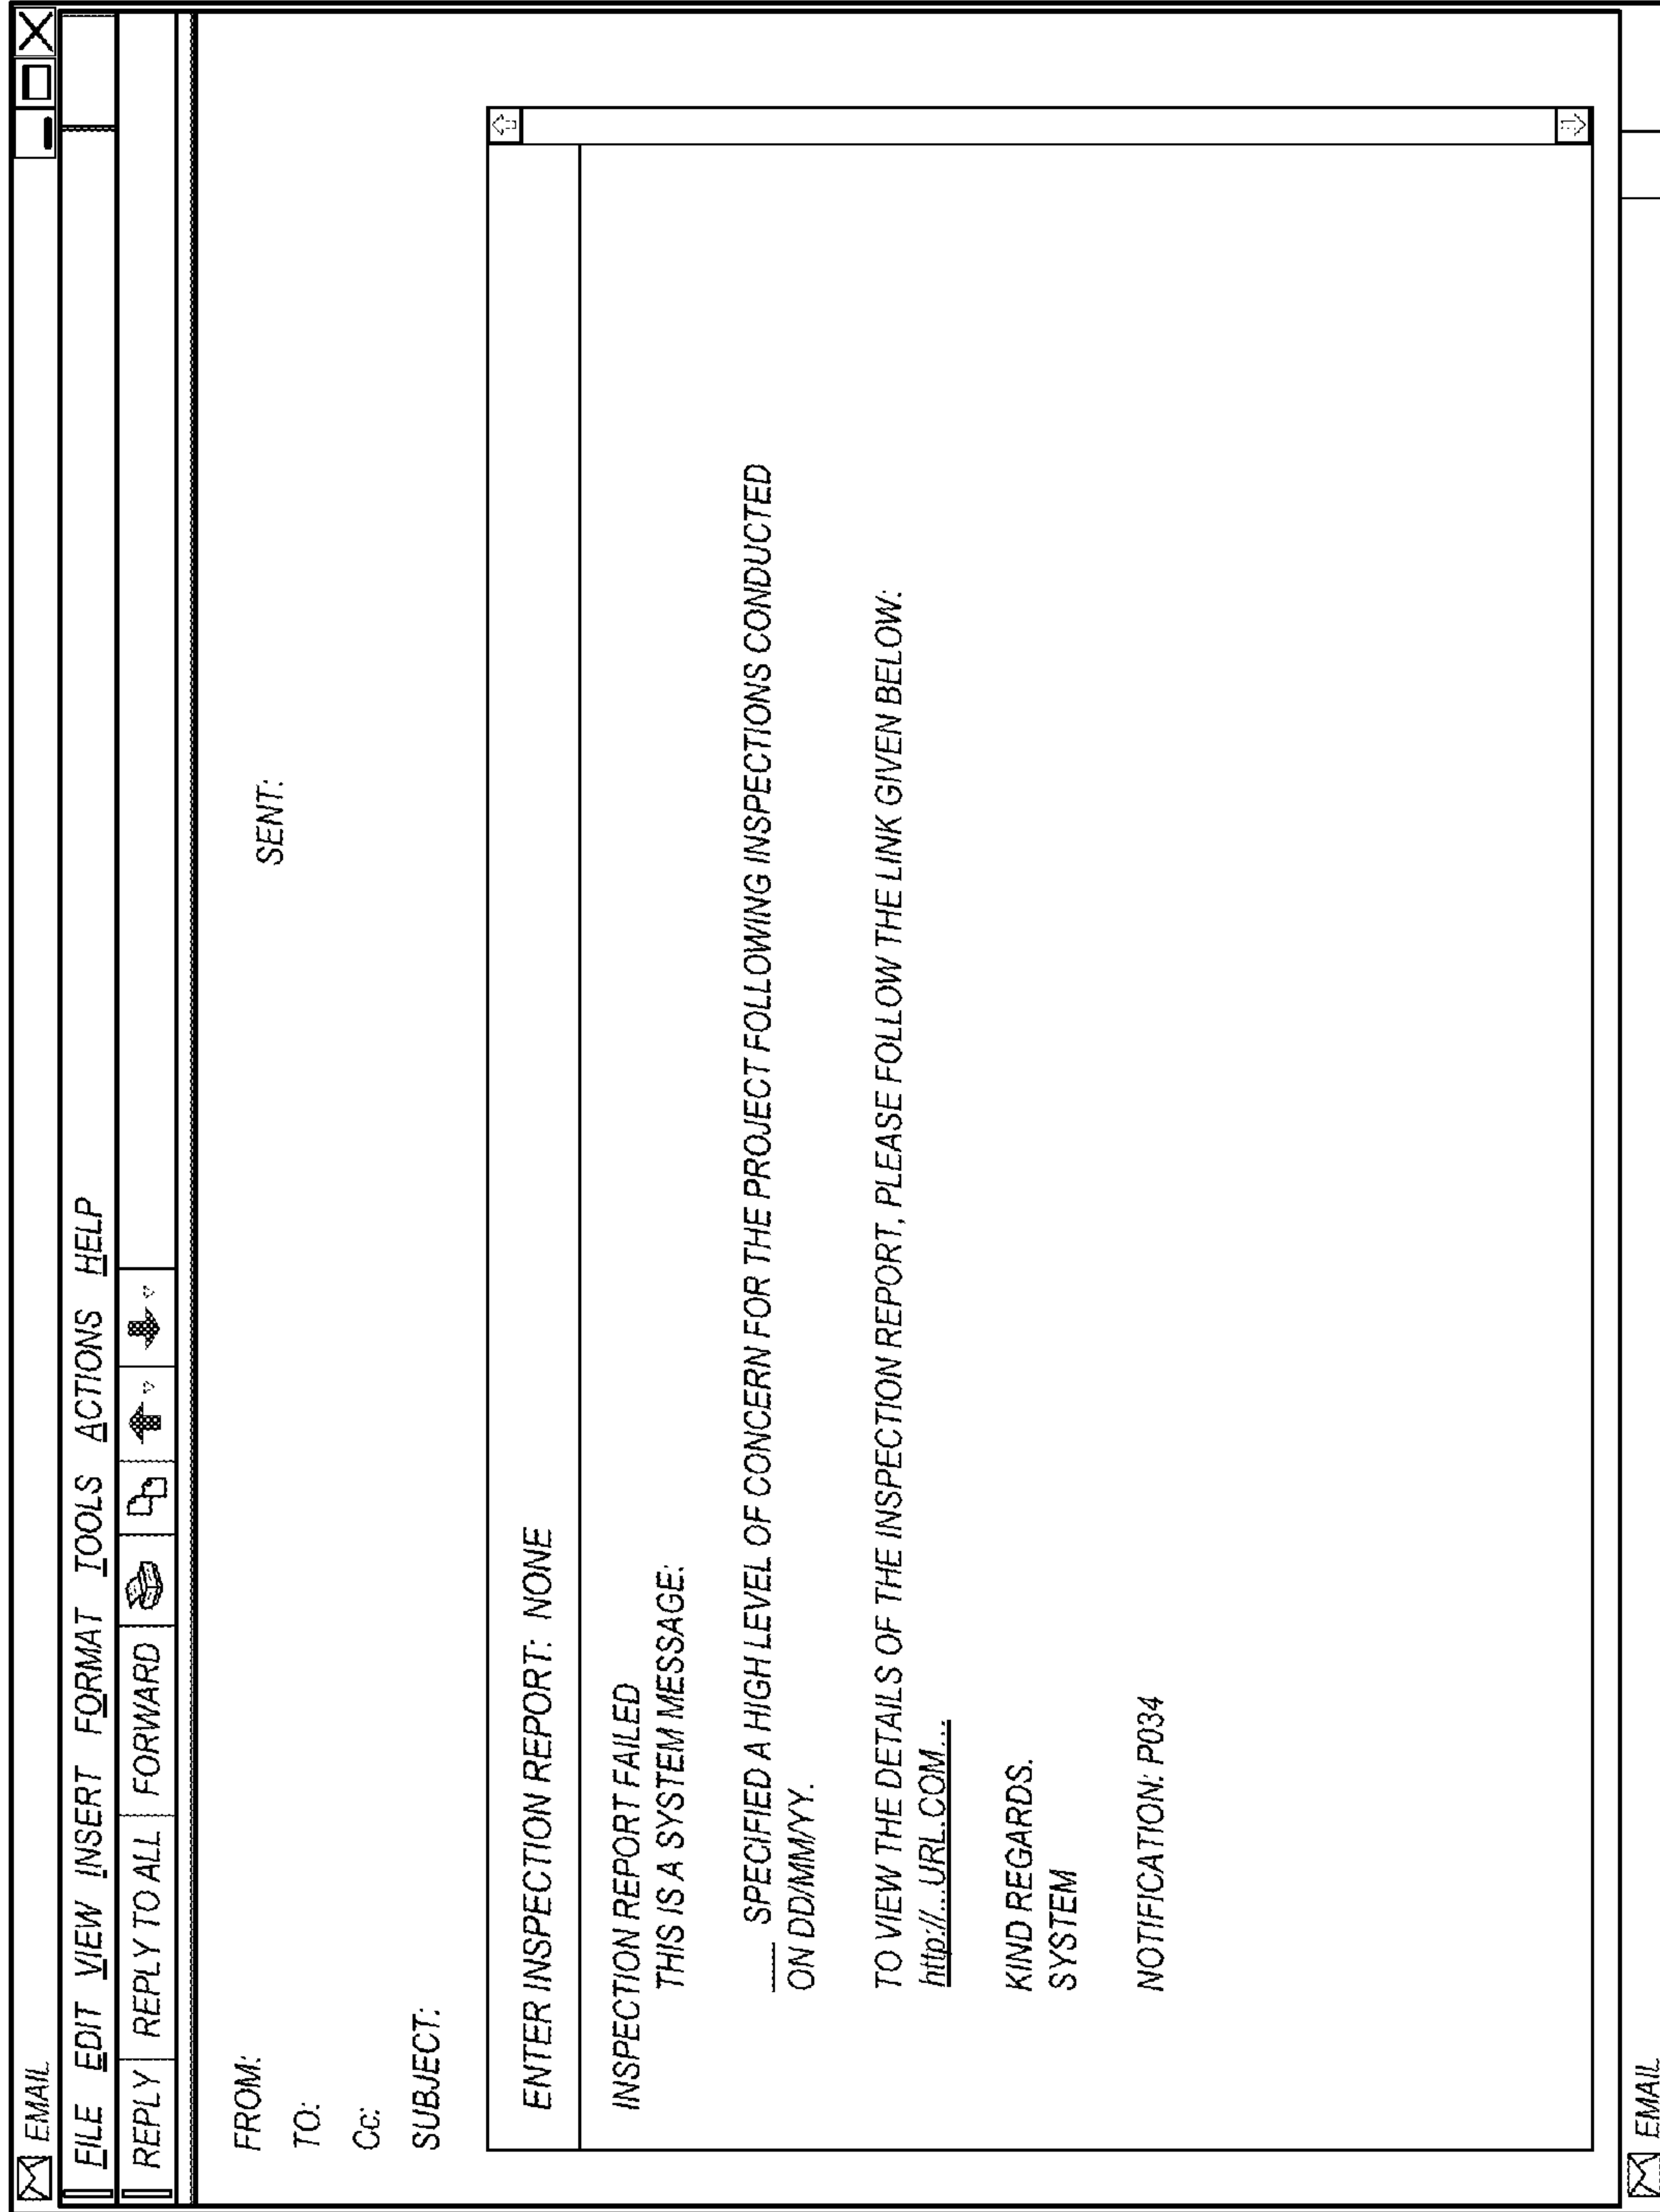 EMAIL
FILE EDIT VIEW INSERT FORMAT TOOLS ACTIONS HELP
REPLY REPLY TO ALL FORWARD
FROM: SENT:
TO:
Cc:
SUBJECT:
ENTER INSPECTION REPORT: NONE
INSPECTION REPORT FAILED
THIS IS A SYSTEM MESSAGE:
___ SPECIFIED A HIGH LEVEL OF CONCERN FOR THE PROJECT FOLLOWING INSPECTIONS CONDUCTED
ON DD/MM/YY.
TO VIEW THE DETAILS OF THE INSPECTION REPORT, PLEASE FOLLOW THE LINK GIVEN BELOW:
http://...URL.COM...
KIND REGARDS.
SYSTEM
NOTIFICATION: P034
EMAIL